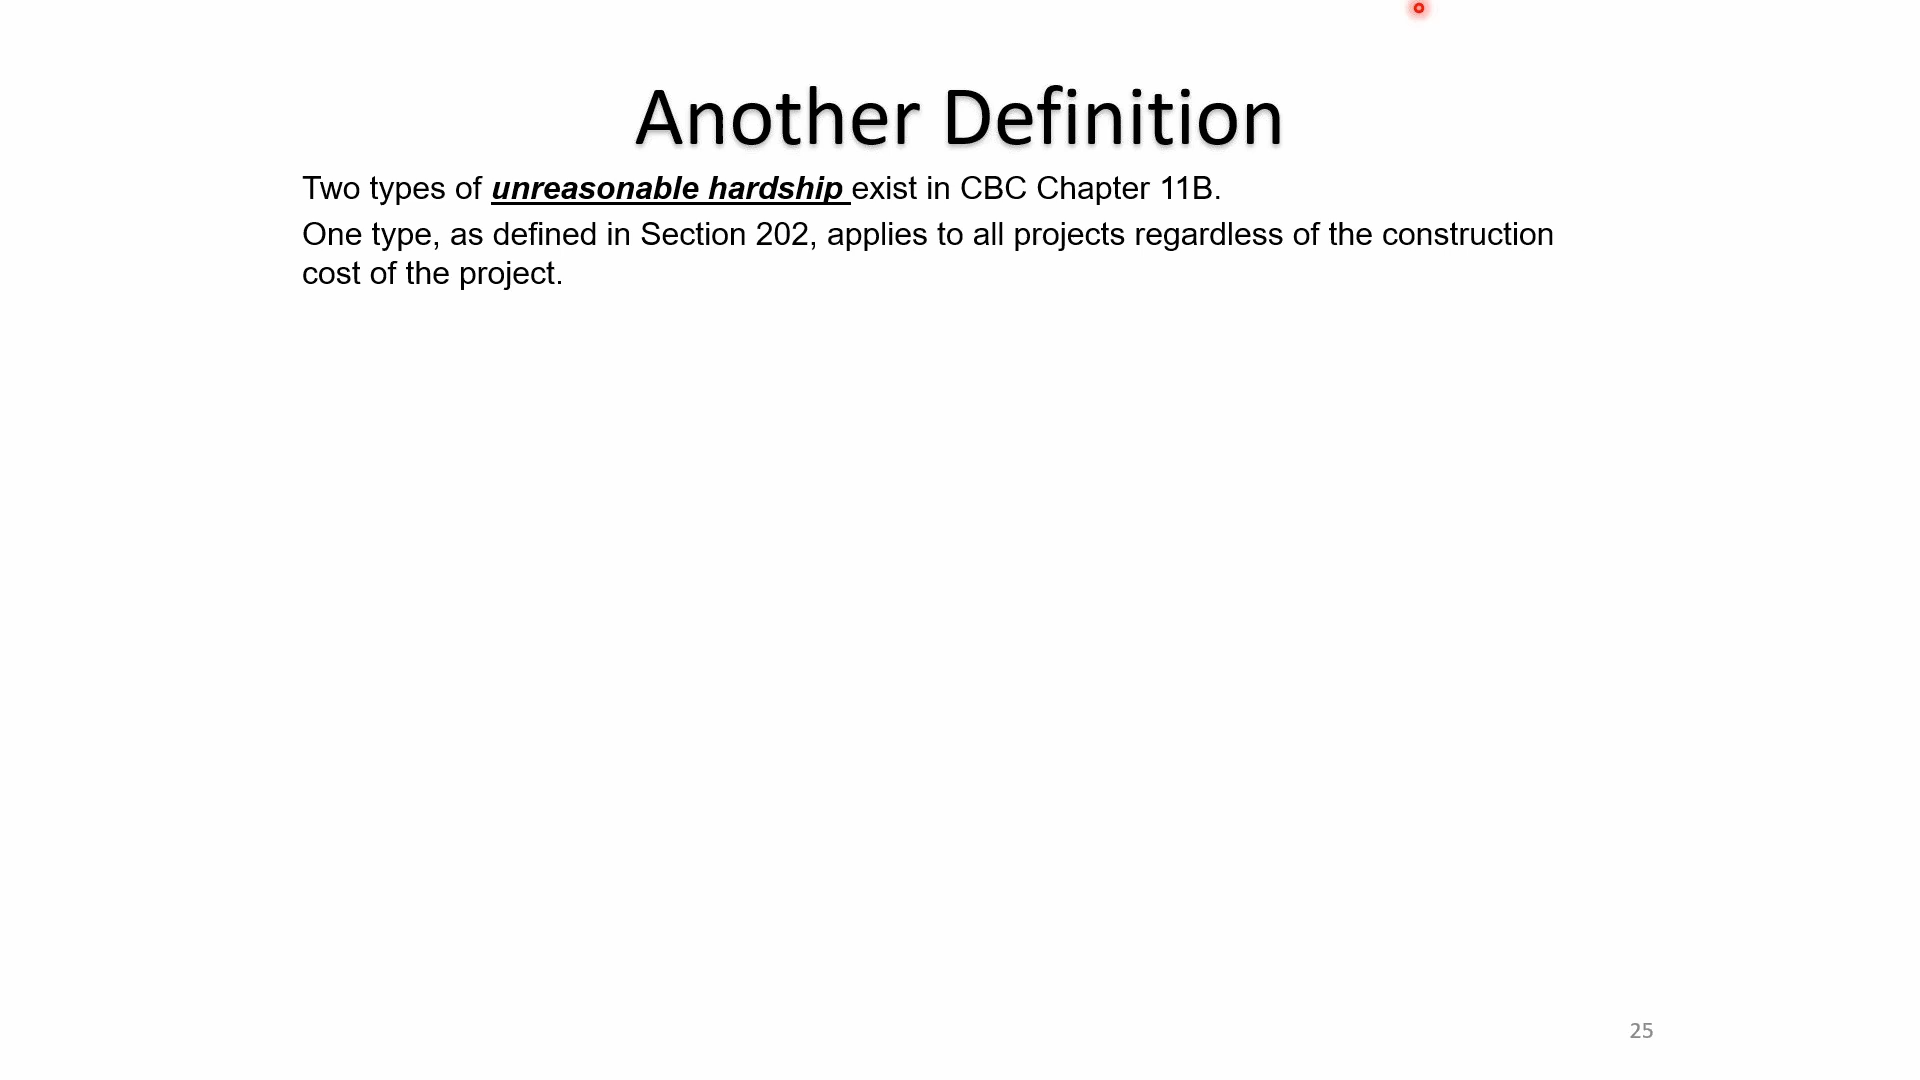 Another Definition
Two types of unreasonable hardship exist in CBC Chapter 11B.
One type, as defined in Section 202, applies to all projects regardless of the construction
cost of the project.
25